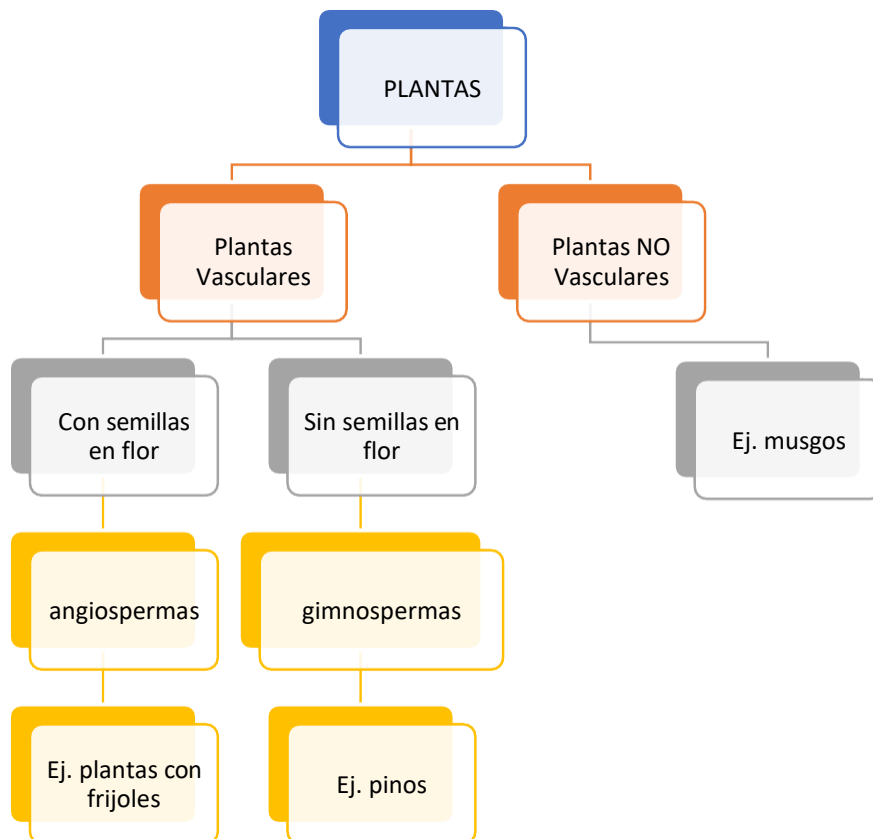 PLANTAS
Plantas
Vasculares
Plantas NO
Vasculares
Con semillas
en flor
Sin semillas en
flor
Ej. musgos
angiospermas
gimnospermas
Ej. plantas con
frijoles
Ej. pinos